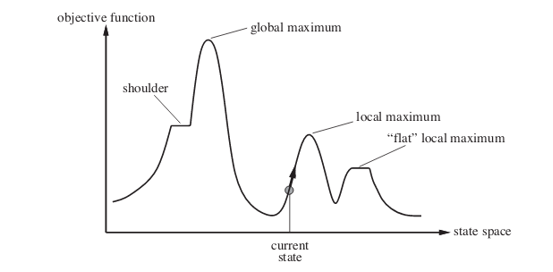 objective function
global maximum
shoulder
local maximum
“flat” local maximum
state space
current
state